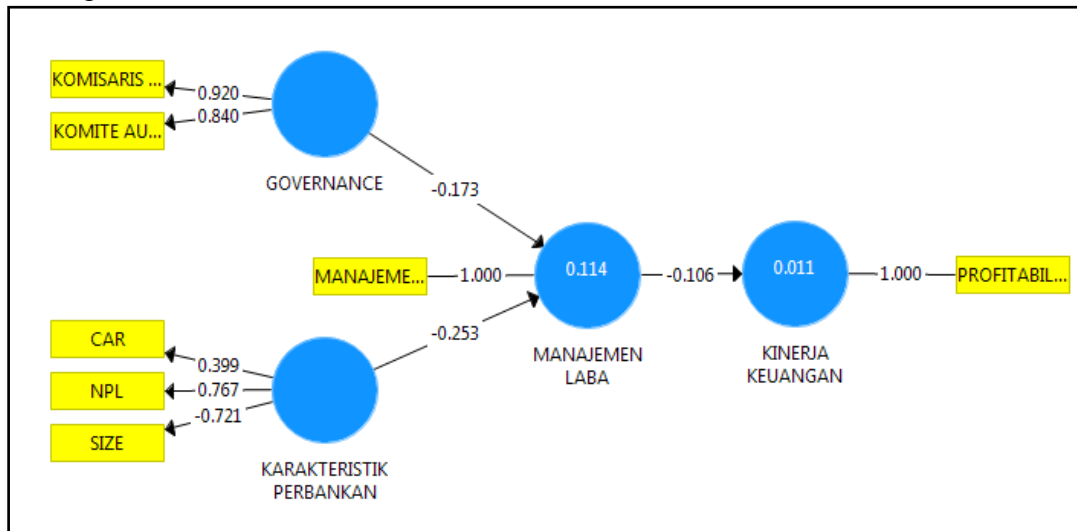 KOMISARIS ...
0.920
KOMITE AU...
0.840
GOVERNANCE
-0.173
MANAJEME...
1.000
0.114
-0.106
0.011
1.000
PROFITABIL...
MANAJEMEN
LABA
KINERJA
KEUANGAN
-0.253
CAR
0.399
NPL
0.767
-0.721
SIZE
KARAKTERISTIK
PERBANKAN